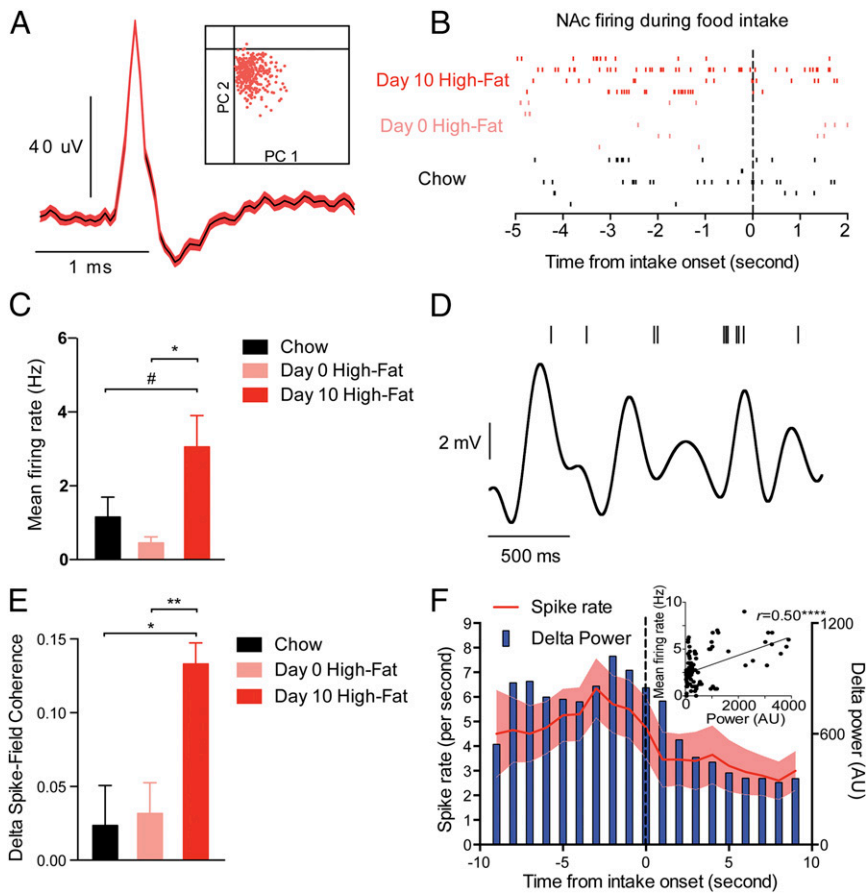 A
40 uV
1 ms
PC 2
PC 1
B
NAc firing during food intake
Day 10 High-Fat
Day 0 High-Fat
Chow
-5 -4 -3 -2 -1 0 1 2
Time from intake onset (second)
C
Mean firing rate (Hz)
6
4
2
0
*
#
Chow
Day 0 High-Fat
Day 10 High-Fat
D
2 mV
500 ms
E
Delta Spike-Field Coherence
0.15
0.10
0.05
0.00
**
*
Chow
Day 0 High-Fat
Day 10 High-Fat
F
Spike rate
Delta Power
Spike rate (per second)
9
8
7
6
5
4
3
2
1
0
-10 -5 0 5 10
Time from intake onset (second)
1200
600
0
Delta power (AU)
Mean firing rate (Hz)
10
5
0
r=0.50****
0 20000 40000
Power (AU)